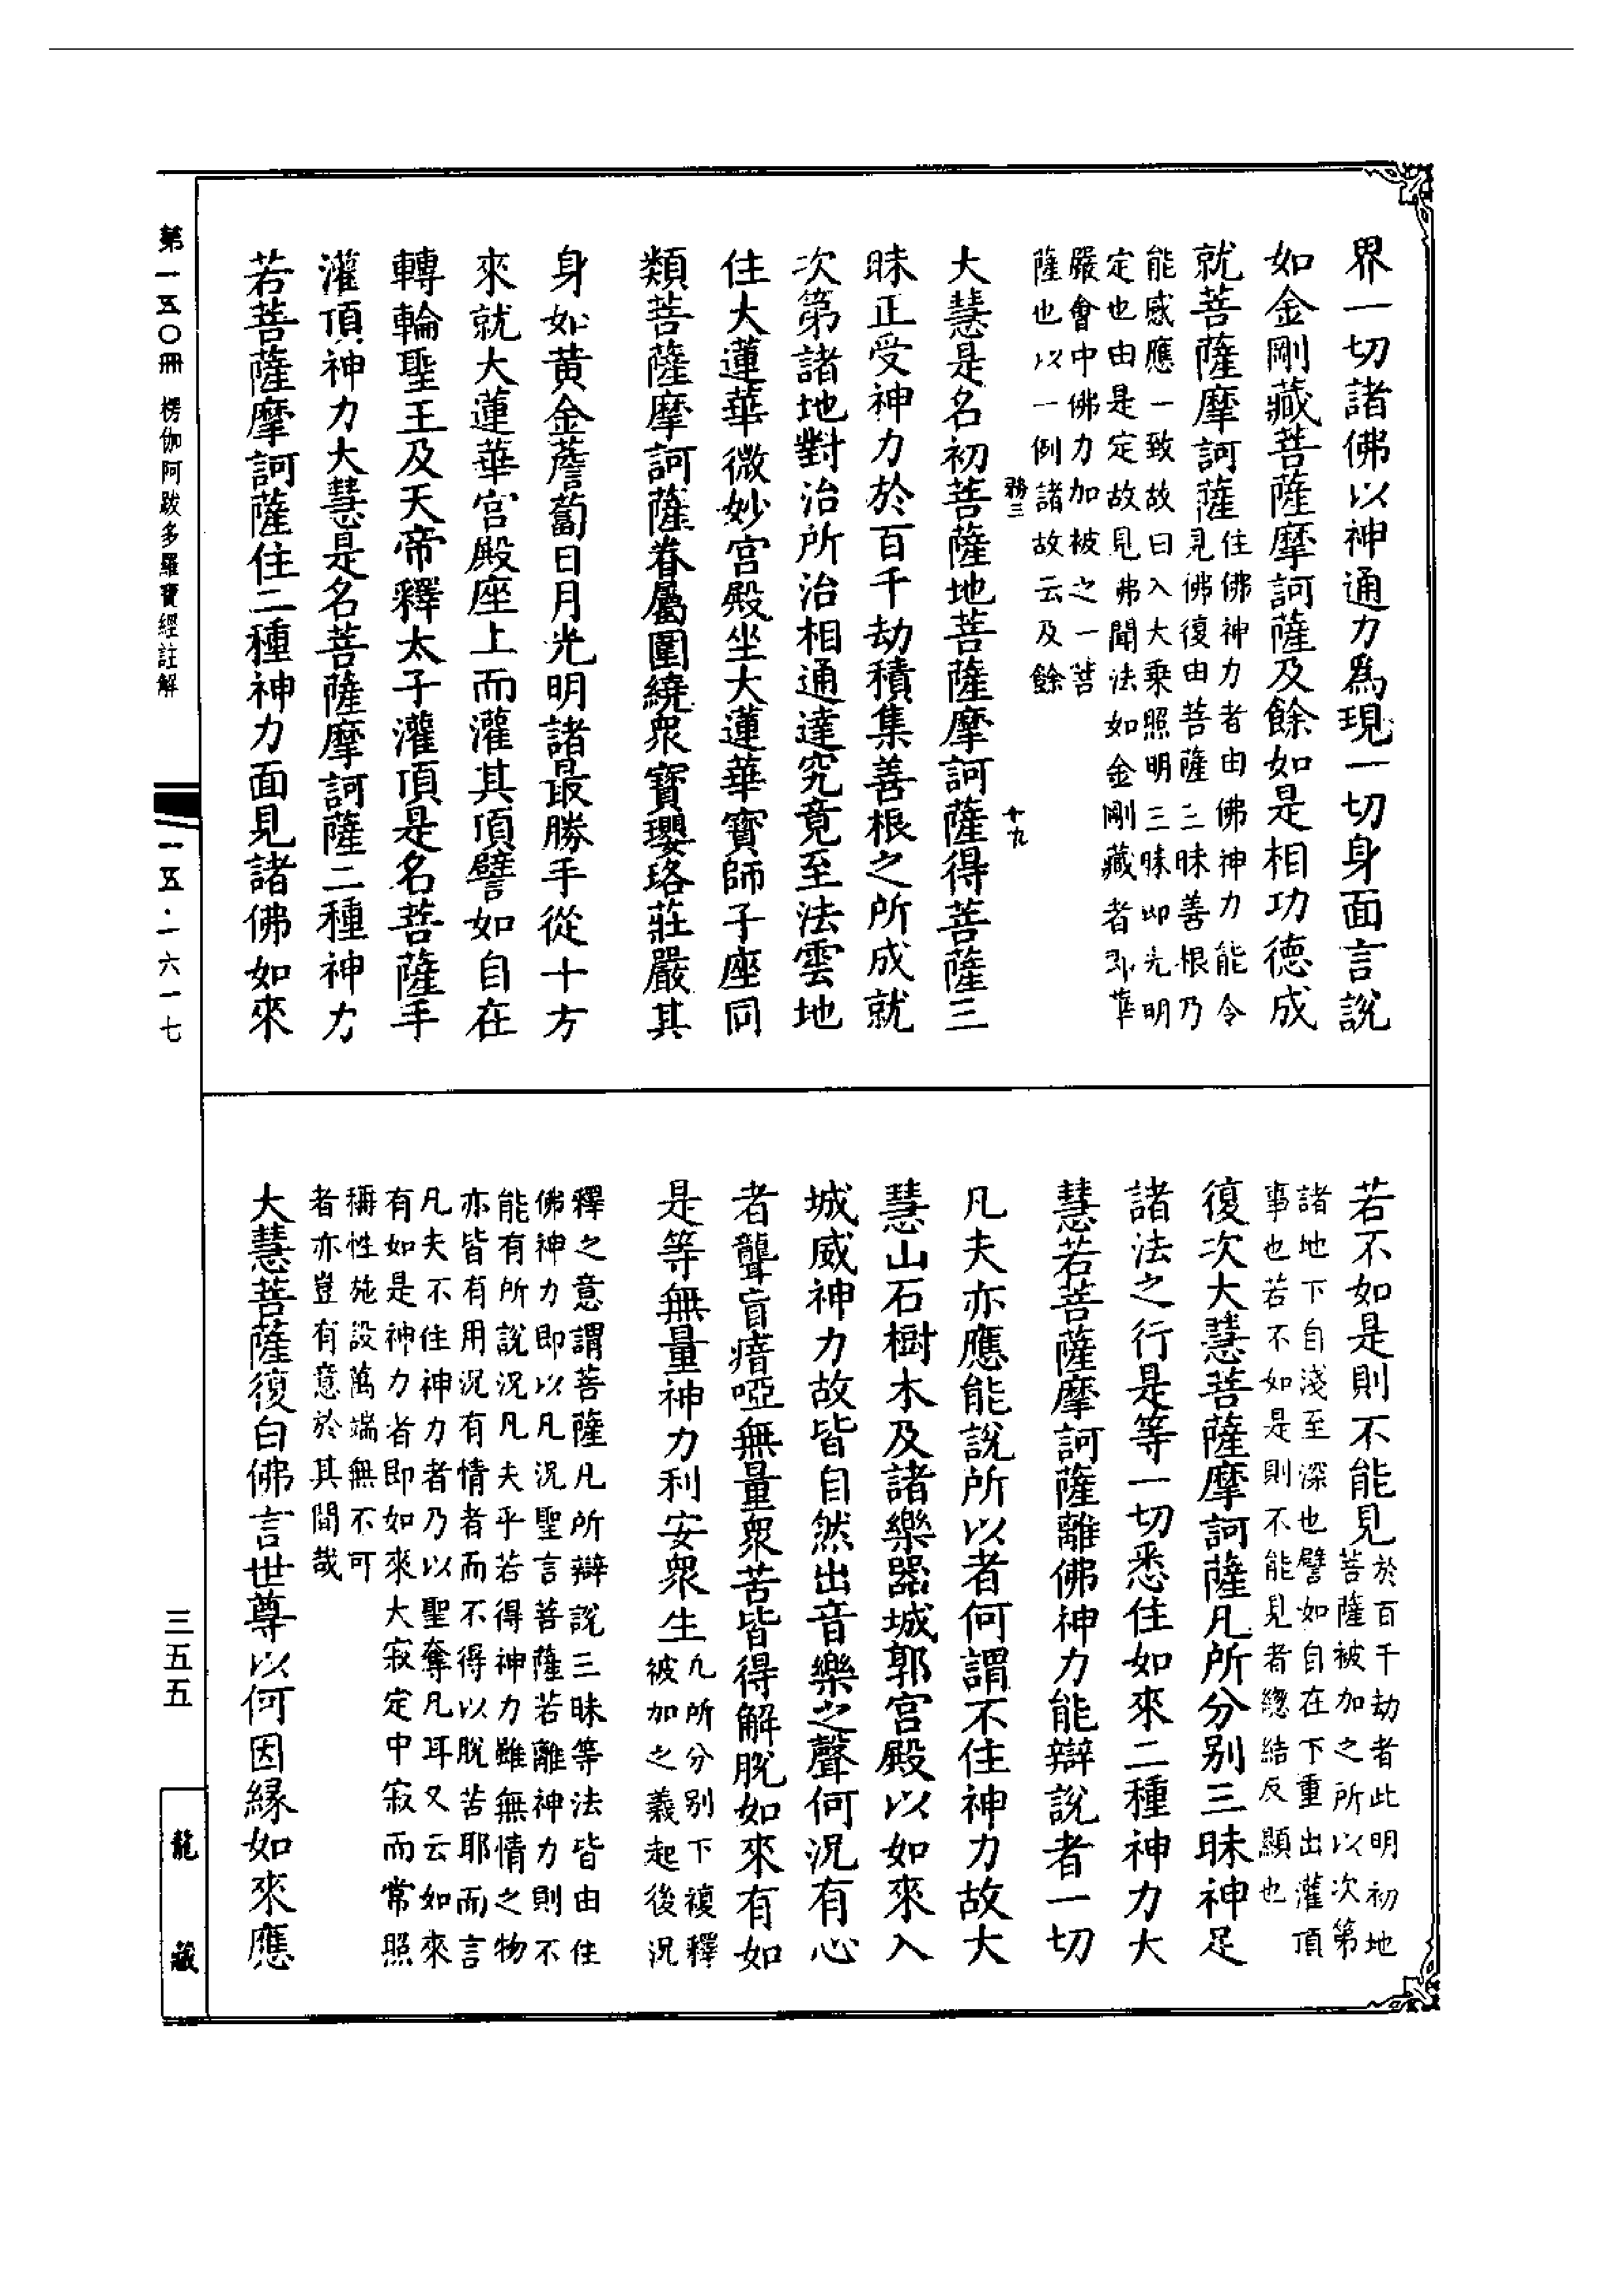 界一切諸佛以神通力爲現一切身面言說
如金剛藏菩薩摩訶薩及餘如是相功德成
就菩薩摩訶薩住佛神力者由佛神力能令
見佛復由菩薩三昧善根乃
能感應一致故曰入大乗照明三昧即光明
定也由是定故見佛聞法如金剛藏者即華
嚴會中佛力加被之一菩
薩也以一例諸故云及餘
務三 十九
大慧是名初菩薩地菩薩摩訶薩得菩薩三
昧正受神力於百千劫積集善根之所成就
次第諸地對治所治相通達究竟至法雲地
住大蓮華微妙宮殿坐大蓮華寶師子座同
類菩薩摩訶薩眷屬圍繞衆寶瓔珞莊嚴其
身如黄金薝蔔日月光明諸最勝手從十方
來就大蓮華宮殿座上而灌其頂譬如自在
轉輪聖王及天帝釋太子灌頂是名菩薩手
灌頂神力大慧是名菩薩摩訶薩二種神力
若菩薩摩訶薩住二種神力面見諸佛如來
若不如是則不能見於百千劫者此明初地
菩薩被加之所以次第
諸地下自淺至深也譬如自在下重出灌頂
事也若不如是則不能見者總結反顯也
復次大慧菩薩摩訶薩凡所分别三昧神足
諸法之行是等一切悉住如來二種神力大
慧若菩薩摩訶薩離佛神力能辯說者一切
凡夫亦應能說所以者何謂不住神力故大
慧山石樹木及諸樂器城郭宮殿以如來入
城威神力故皆自然出音樂之聲何況有心
者聾盲瘖啞無量衆苦皆得解脫如來有如
是等無量神力利安衆生凡所分别下複釋
被加之義起後況
釋之意謂菩薩凡所辯說三昧等法皆由住
佛神力即以凡況聖言菩薩若離神力則不
能有所說況凡夫乎若得神力雖無情之物
亦皆有用況有情者而不得以脫苦耶而言
凡夫不住神力者乃以聖奪凡耳又云如來
有如是神力者即如來大寂定中寂而常照
稱性施設萬端無不可
者亦豈有意於其間哉
大慧菩薩復白佛言世尊以何因緣如來應
第一五〇冊 楞伽阿跋多羅寶經註解
一五·一六一七
三五五
龍藏